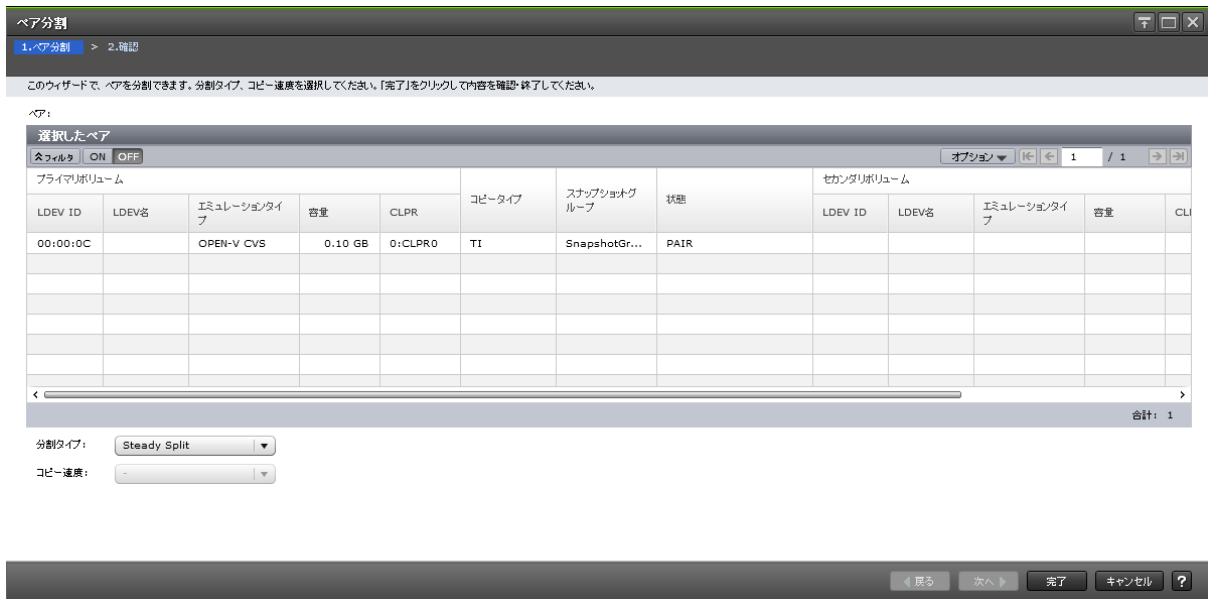 ペア分割
1.ペア分割 > 2.確認
このウィザードで、ペアを分割できます。分割タイプ、コピー速度を選択してください。「完了」をクリックして内容を確認・終了してください。
ペア:
選択したペア
フィルタ ON OFF オプション 1 / 1
プライマリボリューム コピータイプ スナップショットグループ 状態 セカンダリボリューム
LDEV ID LDEV名 エミュレーションタイプ 容量 CLPR LDEV ID LDEV名 エミュレーションタイプ 容量 CLI
00:00:0C OPEN-V CVS 0.10 GB 0:CLPR0 TI SnapshotGr... PAIR
合計: 1
分割タイプ: Steady Split
コピー速度: -
戻る 次へ 完了 キャンセル ?